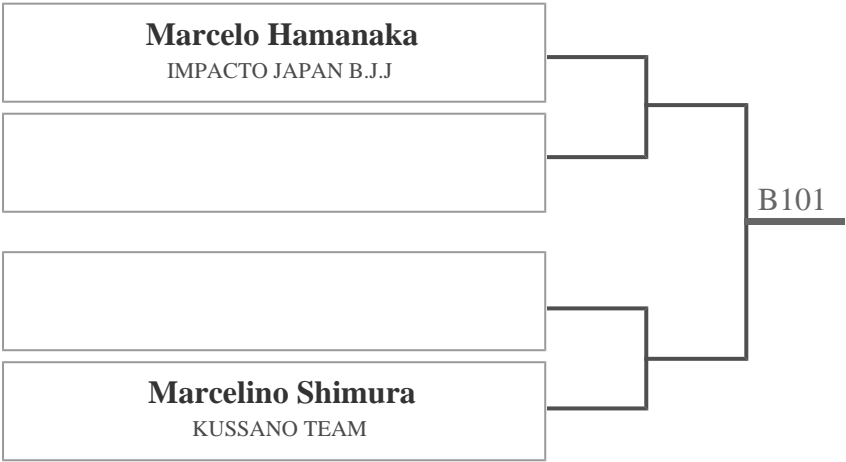 Marcelo Hamanaka
IMPACTO JAPAN B.J.J
B101
Marcelino Shimura
KUSSANO TEAM